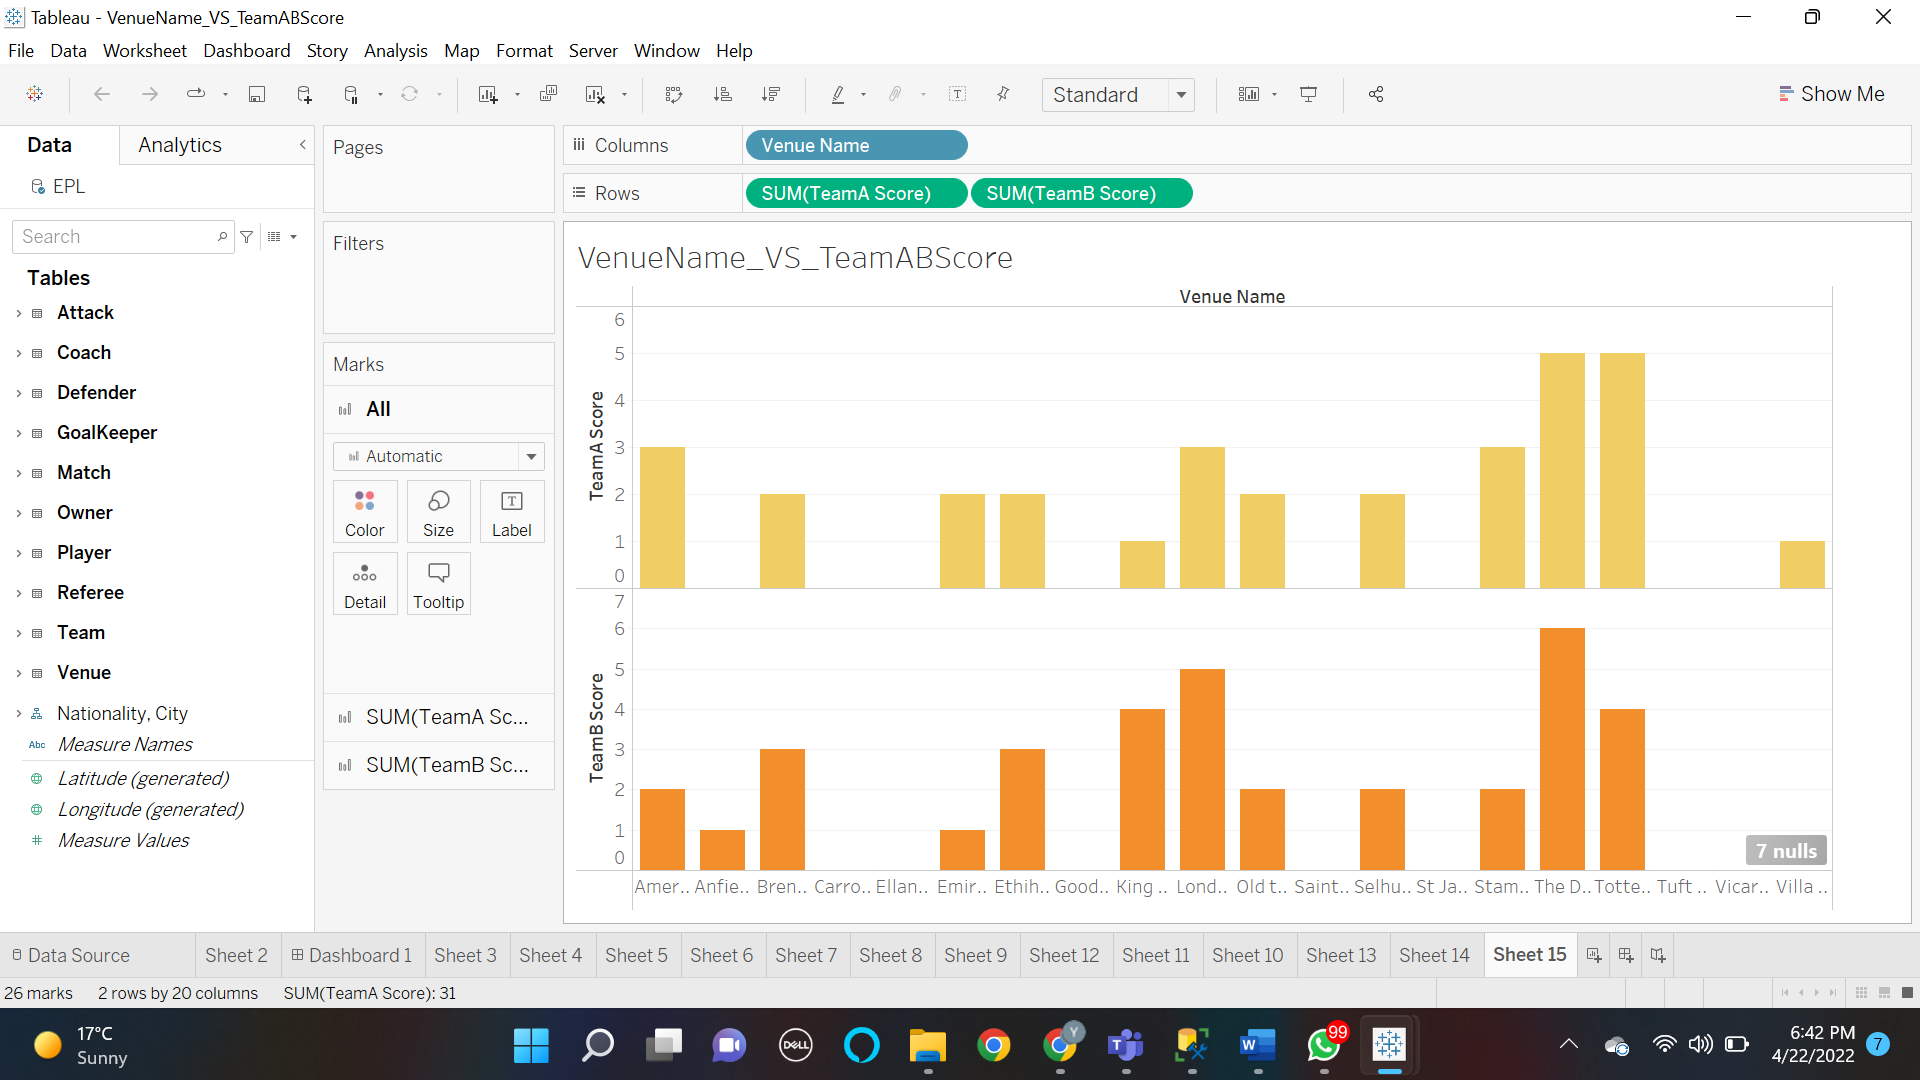 Tableau - VenueName_VS_TeamABScore
File Data Worksheet Dashboard Story Analysis Map Format Server Window Help
Standard
Show Me
Data
Analytics
EPL
Search
Tables
Attack
Coach
Defender
GoalKeeper
Match
Owner
Player
Referee
Team
Venue
Nationality, City
Abc Measure Names
Latitude (generated)
Longitude (generated)
# Measure Values
Pages
Filters
Marks
All
Automatic
Color
Size
T
Label
Detail
Tooltip
SUM(TeamA Sc...
SUM(TeamB Sc...
Columns
Venue Name
Rows
SUM(TeamA Score)
SUM(TeamB Score)
VenueName_VS_TeamABScore
Venue Name
TeamA Score
6
5
4
3
2
1
0
TeamB Score
7
6
5
4
3
2
1
0
7 nulls
Amer.. Anfie.. Bren.. Carro.. Ellan.. Emir.. Ethih.. Good.. King .. Lond.. Old t.. Saint.. Selhu.. St Ja.. Stam.. The D.. Totte.. Tuft .. Vicar.. Villa ..
Data Source
Sheet 2
Dashboard 1
Sheet 3
Sheet 4
Sheet 5
Sheet 6
Sheet 7
Sheet 8
Sheet 9
Sheet 12
Sheet 11
Sheet 10
Sheet 13
Sheet 14
Sheet 15
26 marks
2 rows by 20 columns
SUM(TeamA Score): 31
17°C
Sunny
DELL
Y
T
W
99
6:42 PM
4/22/2022
7